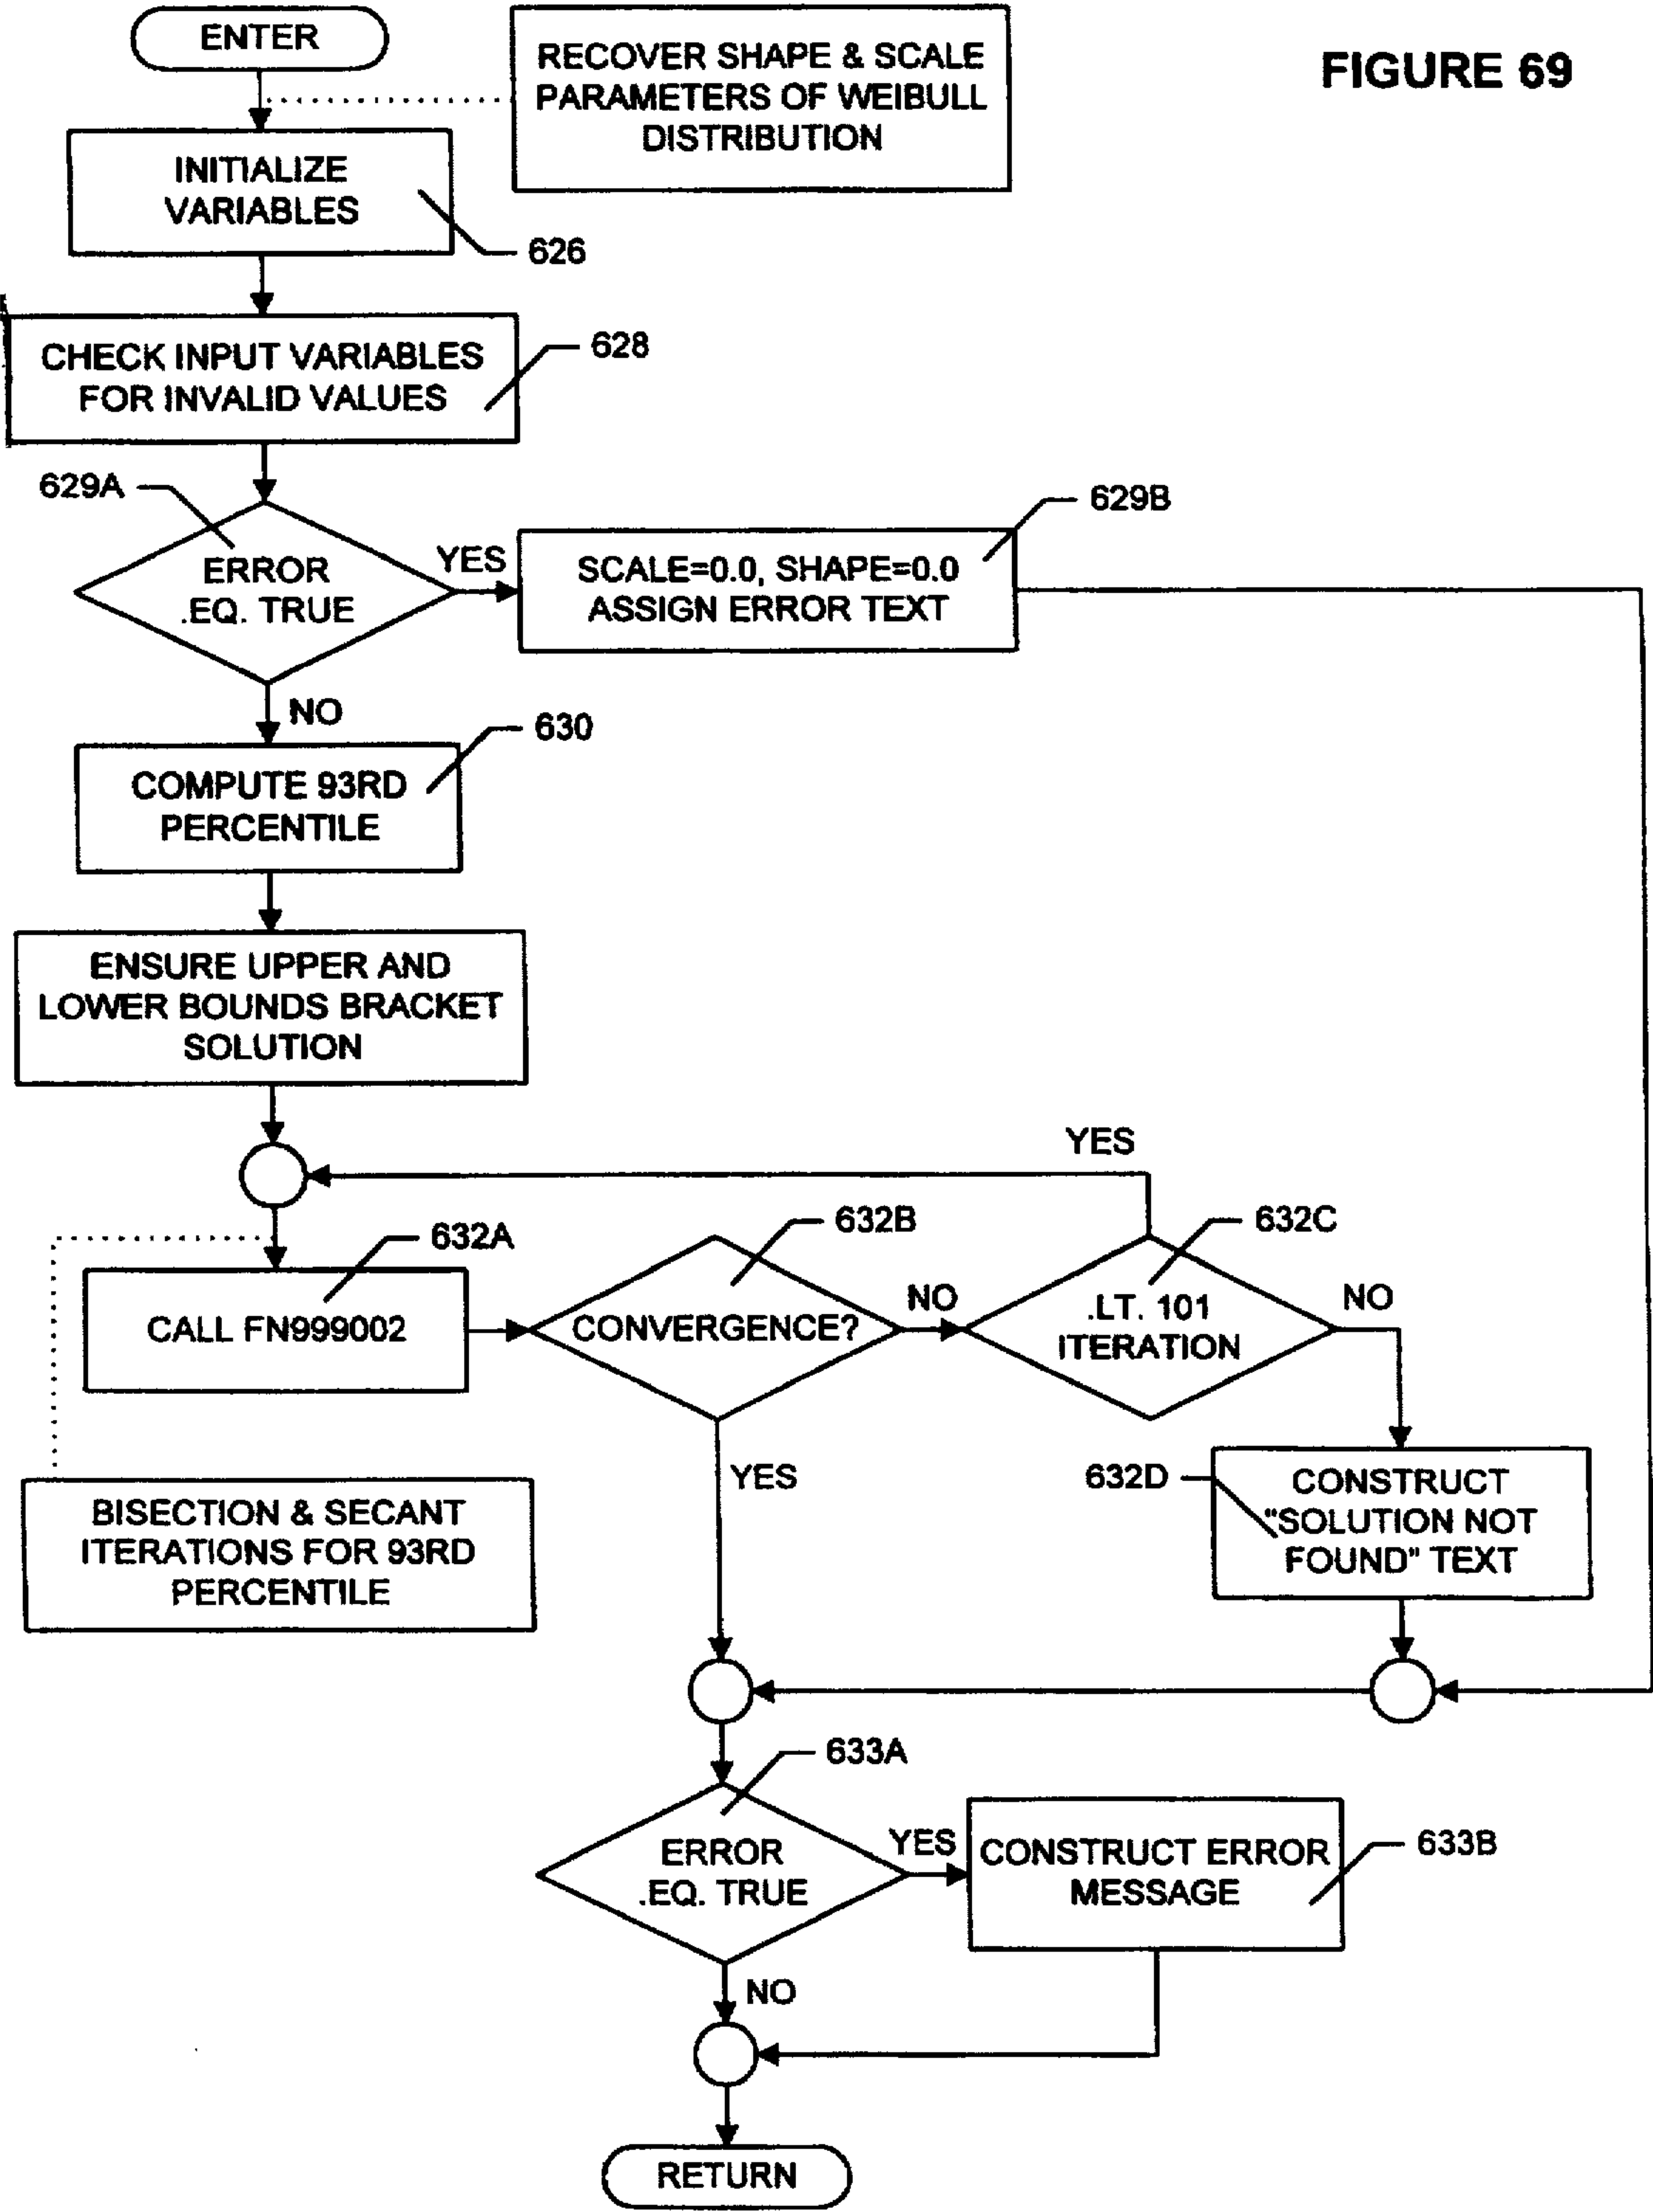 ENTER
RECOVER SHAPE & SCALE
PARAMETERS OF WEIBULL
DISTRIBUTION
FIGURE 69
INITIALIZE
VARIABLES
626
CHECK INPUT VARIABLES
FOR INVALID VALUES
628
629A
ERROR
.EQ. TRUE
YES
SCALE=0.0, SHAPE=0.0
ASSIGN ERROR TEXT
629B
NO
630
COMPUTE 93RD
PERCENTILE
ENSURE UPPER AND
LOWER BOUNDS BRACKET
SOLUTION
YES
632A
CALL FN999002
632B
CONVERGENCE?
NO
632C
.LT. 101
ITERATION
NO
YES
BISECTION & SECANT
ITERATIONS FOR 93RD
PERCENTILE
632D
CONSTRUCT
"SOLUTION NOT
FOUND" TEXT
633A
ERROR
.EQ. TRUE
YES
CONSTRUCT ERROR
MESSAGE
633B
NO
RETURN